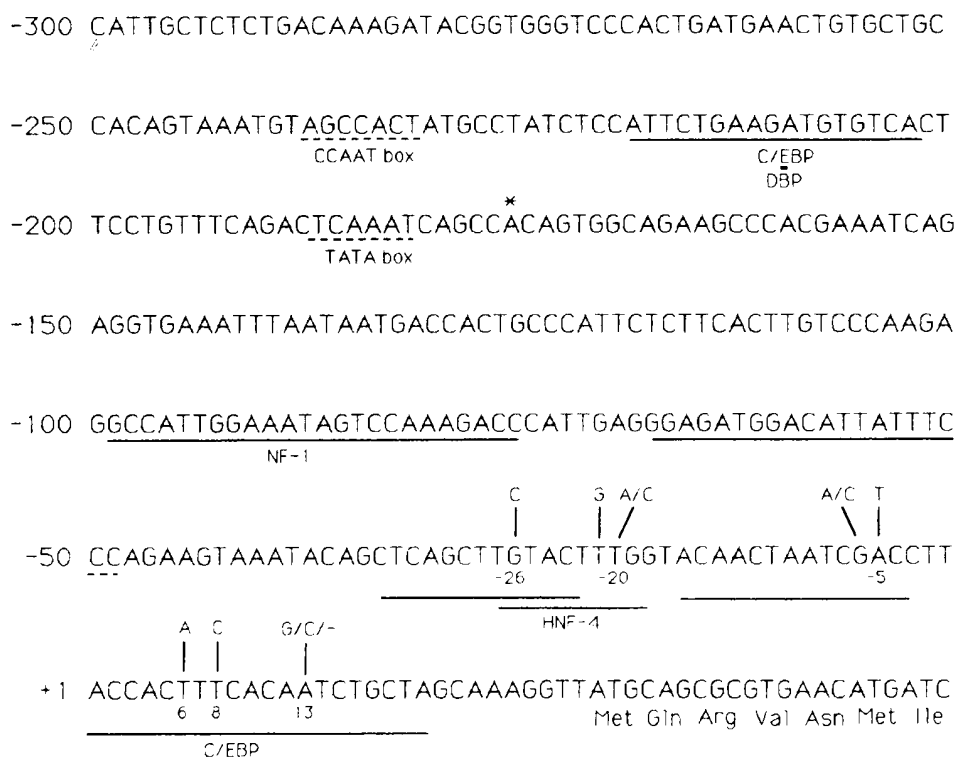 -300 CATTGCTCTCTGACAAAGATACGGTGGGTCCCACTGATGAACTGTGCTGC
-250 CACAGTAAATGTAGCCACTATGCCTATCTCCATTCTGAAGATGTGTCACT
CCAAT box C/EBP
DBP
*
-200 TCCTGTTTCAGACTCAAATCAGCCACAGTGGCAGAAGCCCACGAAATCAG
TATA box
-150 AGGTGAAATTTAATAATGACCACTGCCCATTCTCTTCACTTGTCCCAAGA
-100 GGCCATTGGAAATAGTCCAAAGACCCATTGAGGGAGATGGACATTATTTC
NF-1
C G A/C A/C T
-50 CCAGAAGTAAATACAGCTCAGCTTGTACTTTGGTACAACTAATCGACCTT
-26 -20 -5
HNF-4
A C G/C/-
+1 ACCACTTTCACAATCTGCTAGCAAAGGTTATGCAGCGCGTGAACATGATC
6 8 13 Met Gln Arg Val Asn Met Ile
C/EBP